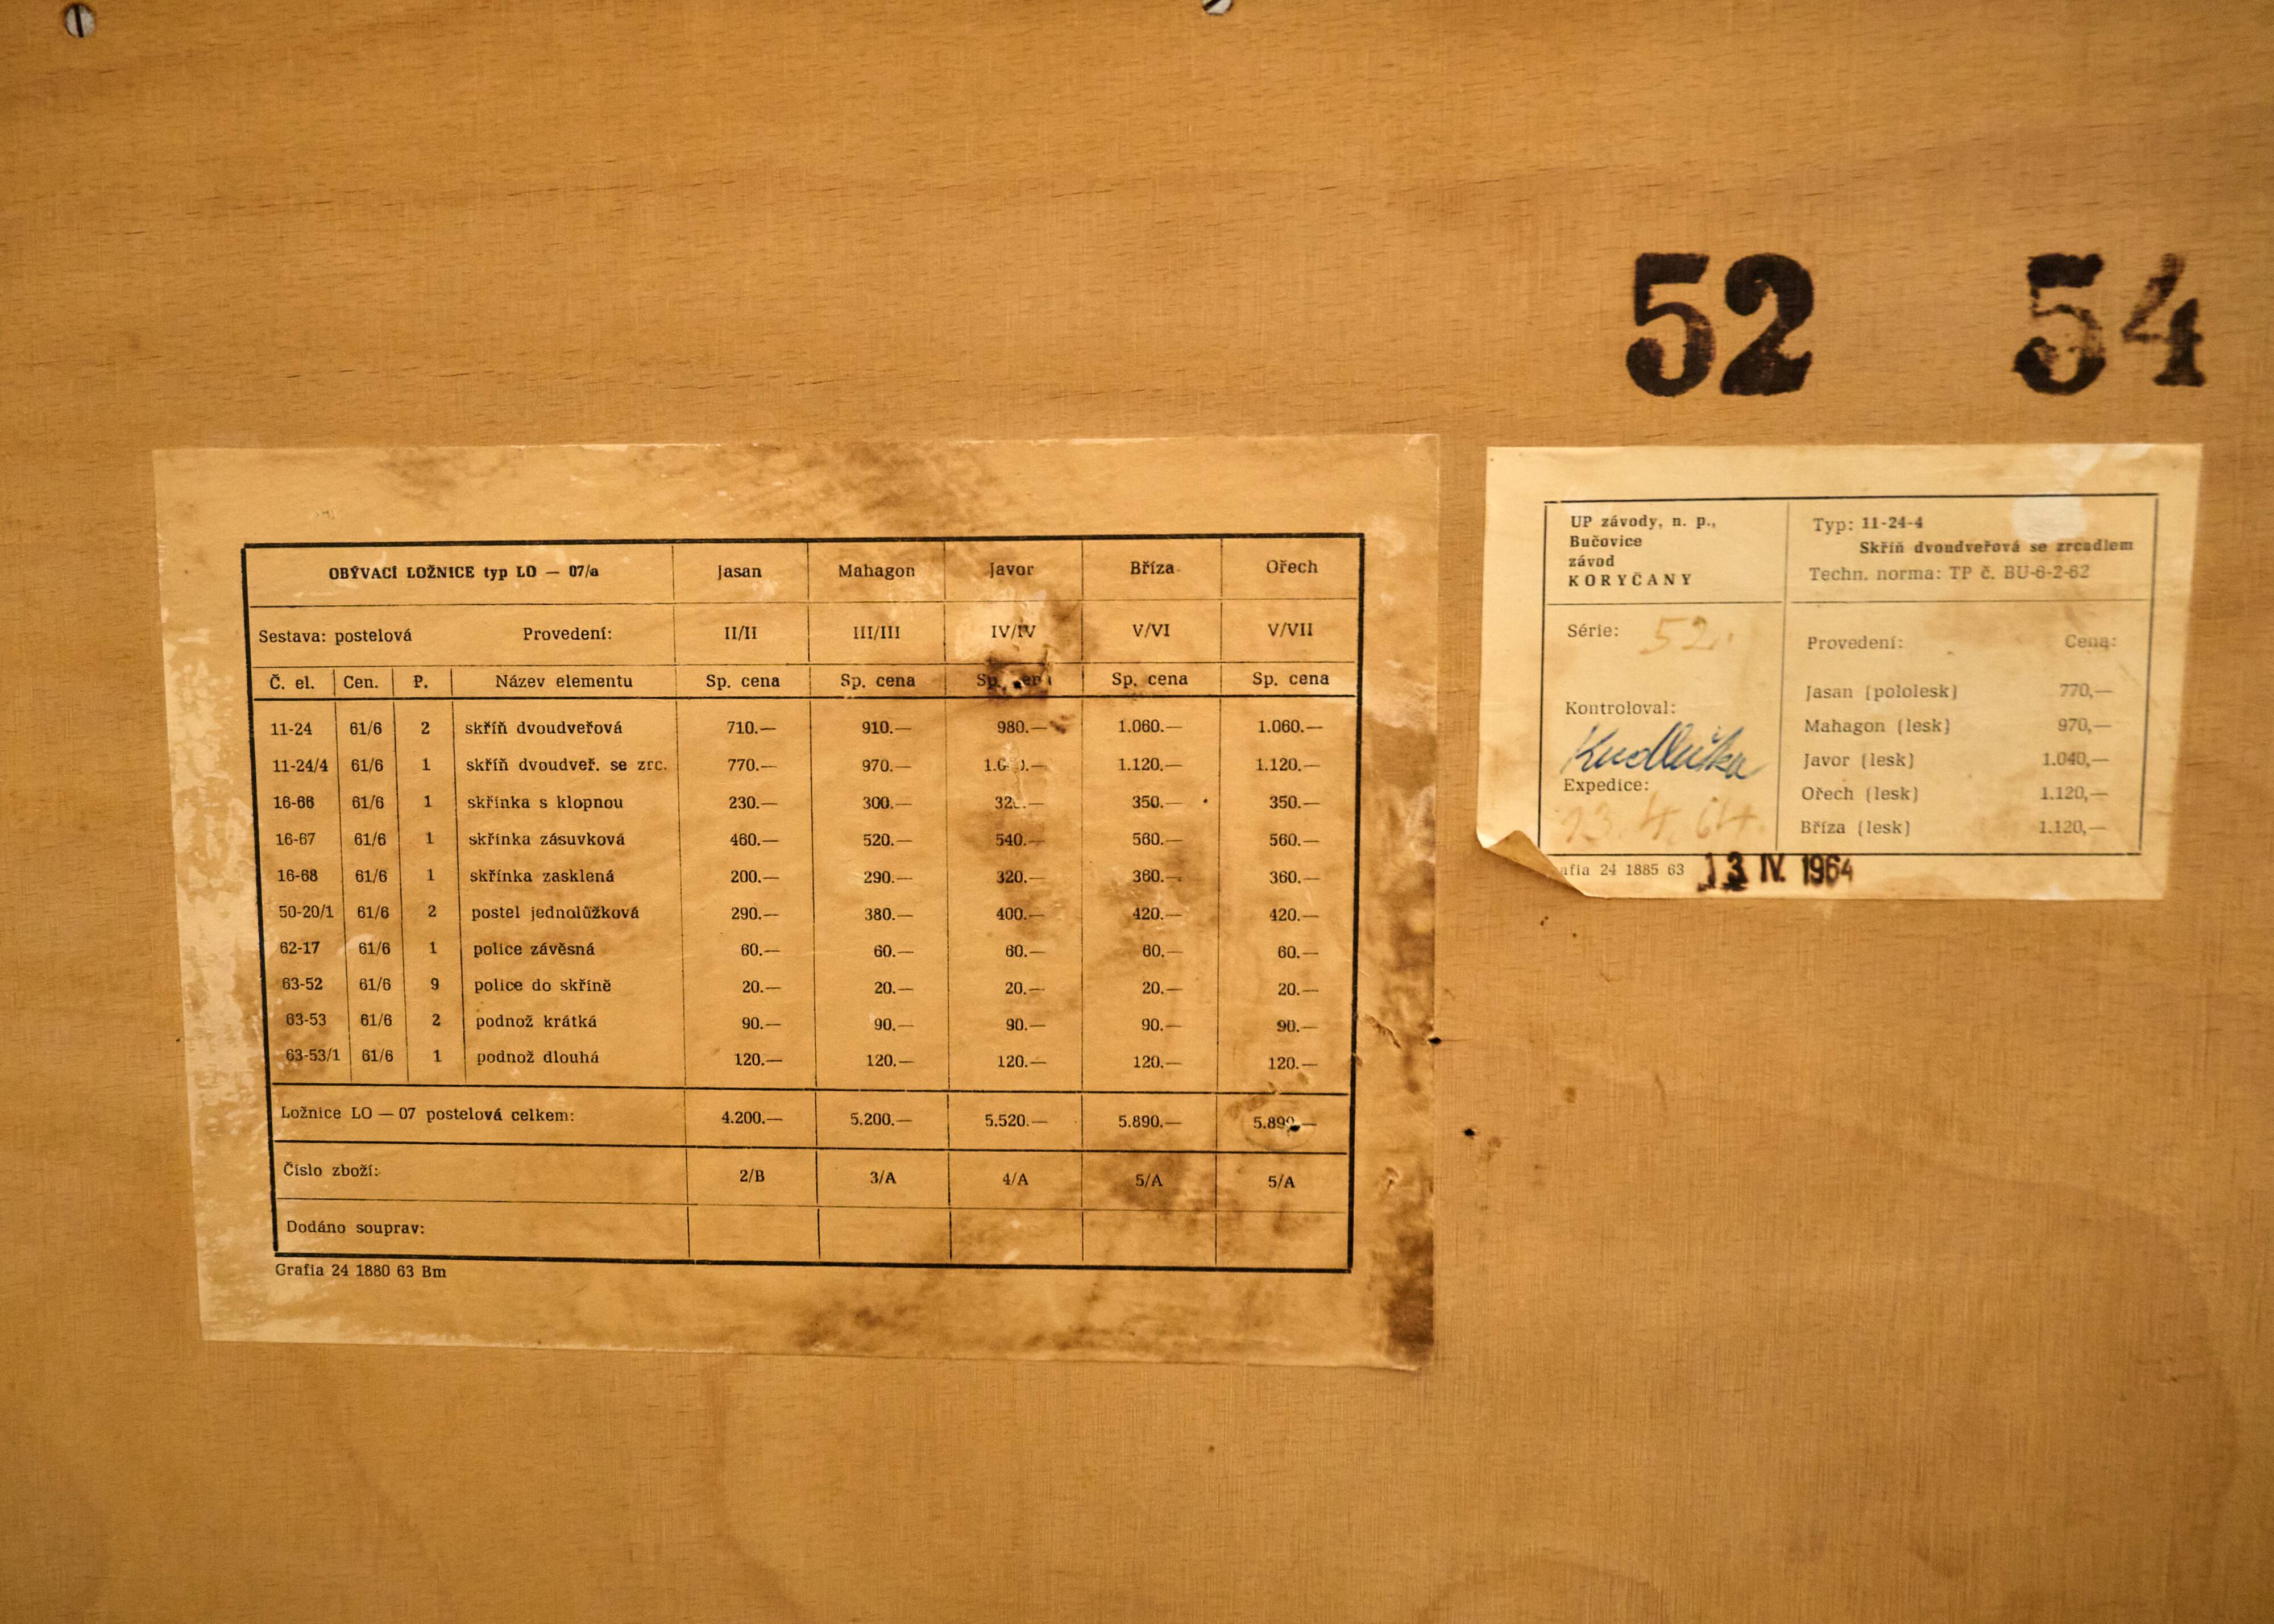 52 54
OBÝVACÍ LOŽNICE typ LO — 07/a Jasan Mahagon Javor Bříza Ořech
Sestava: postelová Provedení: II/II III/III IV/IV V/VI V/VII
Č. el. Cen. P. Název elementu Sp. cena Sp. cena Sp. Sp. cena Sp. cena
11-24 61/6 2 skříň dvoudveřová 710.— 910.— 980.— 1.060.— 1.060.—
11-24/4 61/6 1 skříň dvoudveř. se zrc. 770.— 970.— 1.120.— 1.120.—
16-66 61/6 1 skřínka s klopnou 230.— 300.— 350.— 350.—
16-67 61/6 1 skřínka zásuvková 460.— 520.— 540.— 560.— 560.—
16-68 61/6 1 skřínka zasklená 200.— 290.— 320.— 360.— 360.—
50-20/1 61/6 2 postel jednolůžková 290.— 380.— 400.— 420.— 420.—
62-17 61/6 1 police závěsná 60.— 60.— 60.— 60.— 60.—
63-52 61/6 9 police do skříně 20.— 20.— 20.— 20.— 20.—
63-53 61/6 2 podnož krátká 90.— 90.— 90.— 90.— 90.—
63-53/1 61/6 1 podnož dlouhá 120.— 120.— 120.— 120.— 120.—
Ložnice LO — 07 postelová celkem: 4.200.— 5.200.— 5.520.— 5.890.— 5.890.—
Číslo zboží: 2/B 3/A 4/A 5/A 5/A
Dodáno souprav:
Grafia 24 1880 63 Bm
UP závody, n. p.,
Bučovice
závod
KORYČANY
Typ: 11-24-4
Skříň dvoudveřová se zrcadlem
Techn. norma: TP č. BU-6-2-62
Série: 52.
Kontroloval:
Kudlička
Expedice:
13.4.64.
Provedení: Cena:
Jasan (pololesk) 770,—
Mahagon (lesk) 970,—
Javor (lesk) 1.040,—
Ořech (lesk) 1.120,—
Bříza (lesk) 1.120,—
afia 24 1885 63 13 IV. 1964